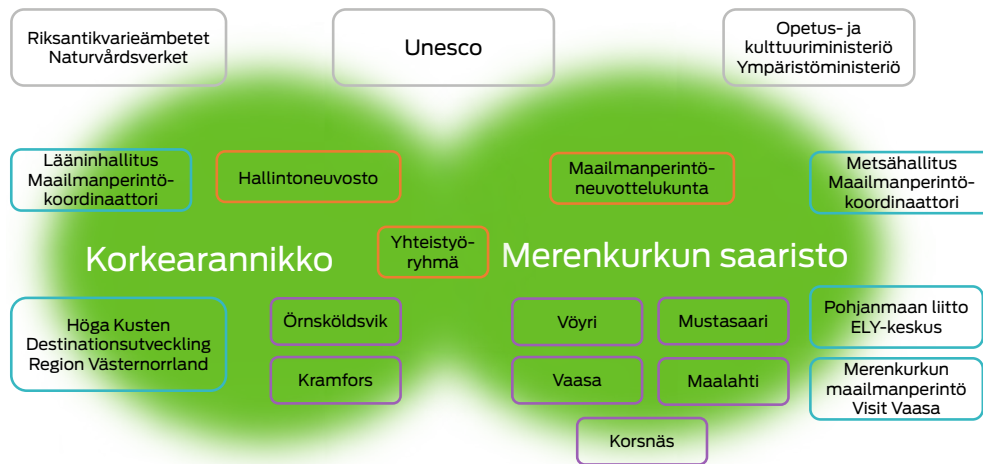 Riksantikvarieämbetet
Naturvårdsverket
Unesco
Opetus- ja
kulttuuriministeriö
Ympäristöministeriö
Lääninhallitus
Maailmanperintö-
koordinaattori
Hallintoneuvosto
Maailmanperintö-
neuvottelukunta
Metsähallitus
Maailmanperintö-
koordinaattori
Korkearannikko
Yhteistyö-
ryhmä
Merenkurkun saaristo
Höga Kusten
Destinationsutveckling
Region Västernorrland
Örnsköldsvik
Kramfors
Vöyri
Mustasaari
Vaasa
Maalahti
Korsnäs
Pohjanmaan liitto
ELY-keskus
Merenkurkun
maailmanperintö
Visit Vaasa